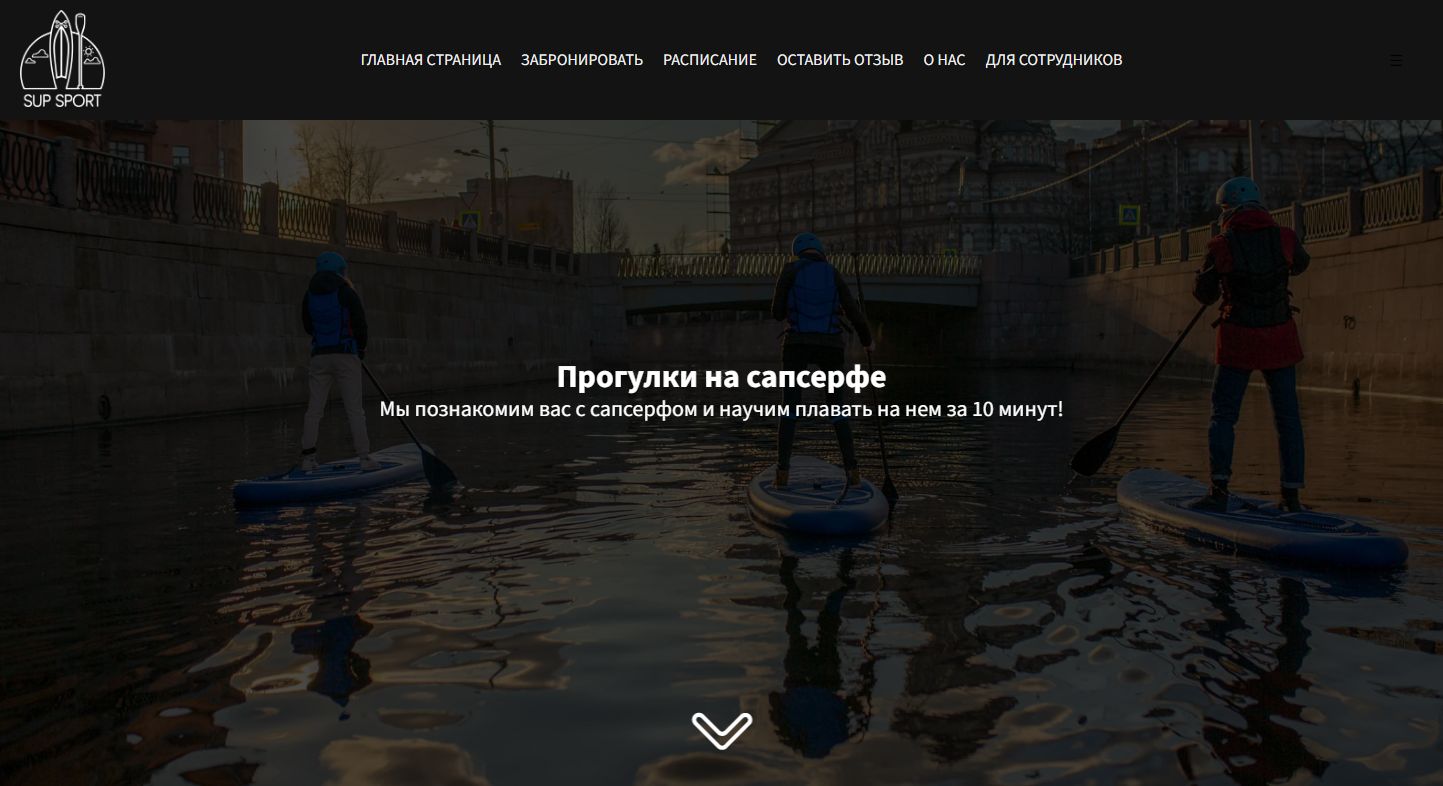 SUP SPORT
ГЛАВНАЯ СТРАНИЦА ЗАБРОНИРОВАТЬ РАСПИСАНИЕ ОСТАВИТЬ ОТЗЫВ О НАС ДЛЯ СОТРУДНИКОВ
Прогулки на сапсерфе
Мы познакомим вас с сапсерфом и научим плавать на нем за 10 минут!